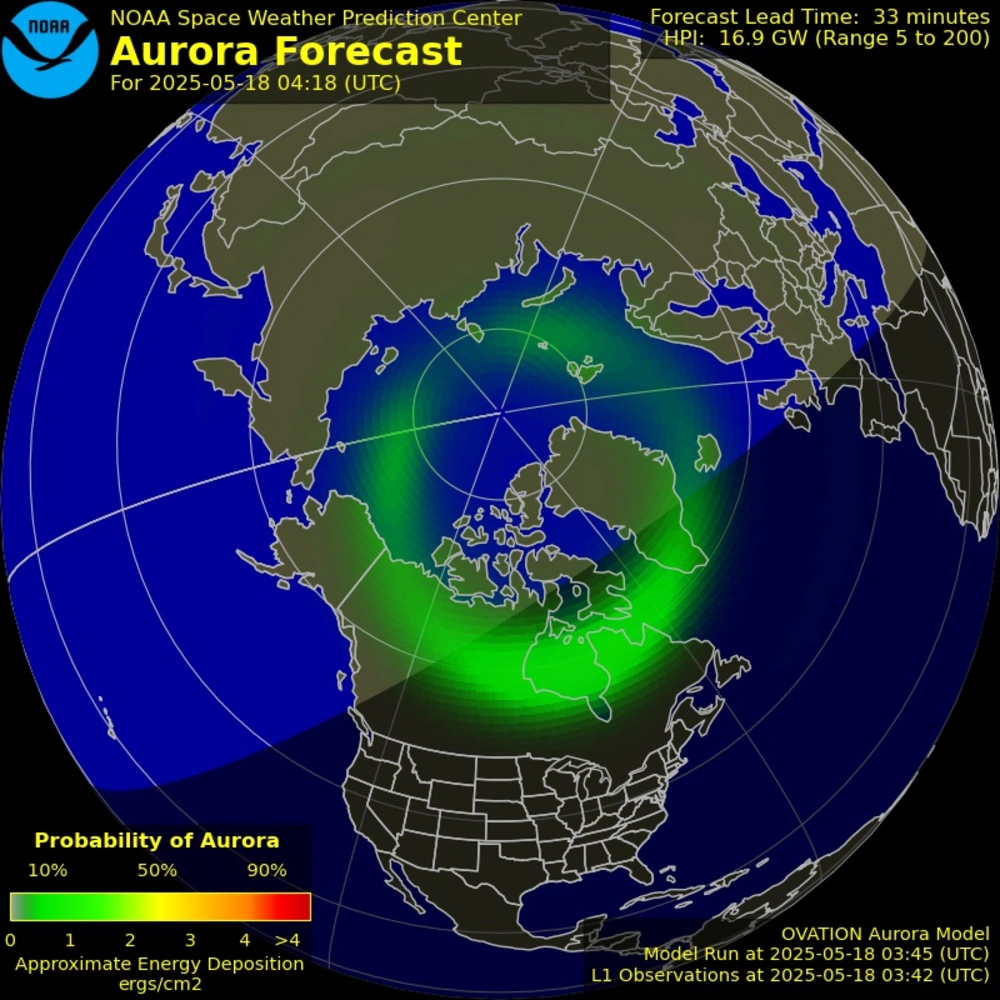 NOAA
NOAA Space Weather Prediction Center
Aurora Forecast
For 2025-05-18 04:18 (UTC)
Forecast Lead Time: 33 minutes
HPI: 16.9 GW (Range 5 to 200)
Probability of Aurora
10% 50% 90%
0 1 2 3 4 >4
Approximate Energy Deposition
ergs/cm2
OVATION Aurora Model
Model Run at 2025-05-18 03:45 (UTC)
L1 Observations at 2025-05-18 03:42 (UTC)